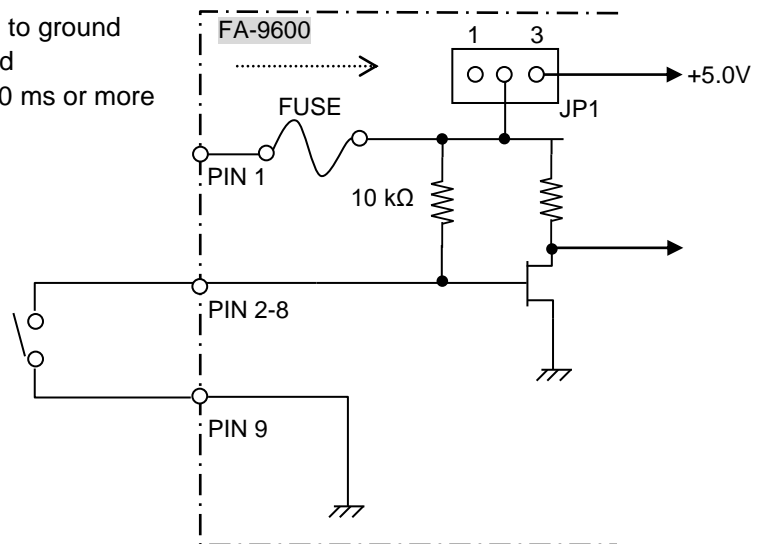 to ground
d
0 ms or more
FA-9600
1 3
+5.0V
JP1
FUSE
PIN 1
10 kΩ
PIN 2-8
PIN 9